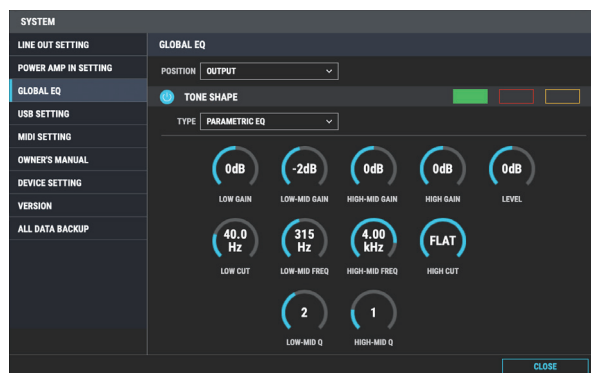 SYSTEM
LINE OUT SETTING
POWER AMP IN SETTING
GLOBAL EQ
USB SETTING
MIDI SETTING
OWNER'S MANUAL
DEVICE SETTING
VERSION
ALL DATA BACKUP
GLOBAL EQ
POSITION OUTPUT
TONE SHAPE
TYPE PARAMETRIC EQ
0dB -2dB 0dB 0dB 0dB
LOW GAIN LOW-MID GAIN HIGH-MID GAIN HIGH GAIN LEVEL
40.0 Hz 315 Hz 4.00 kHz FLAT
LOW CUT LOW-MID FREQ HIGH-MID FREQ HIGH CUT
2 1
LOW-MID Q HIGH-MID Q
CLOSE